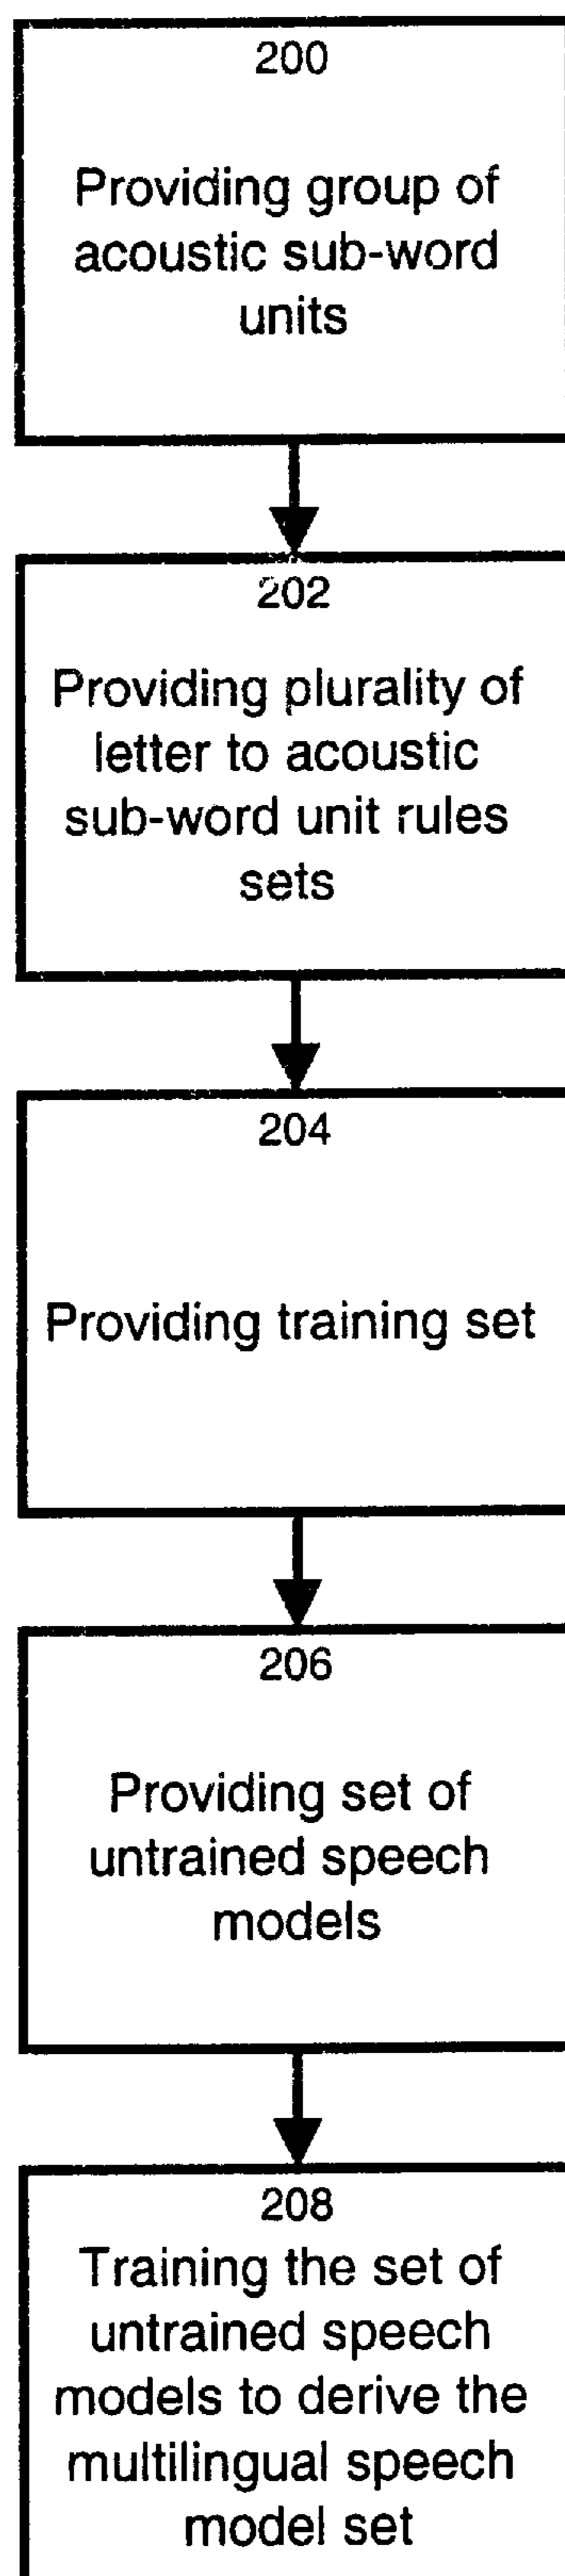 200
Providing group of
acoustic sub-word
units
202
Providing plurality of
letter to acoustic
sub-word unit rules
sets
204
Providing training set
206
Providing set of
untrained speech
models
208
Training the set of
untrained speech
models to derive the
multilingual speech
model set